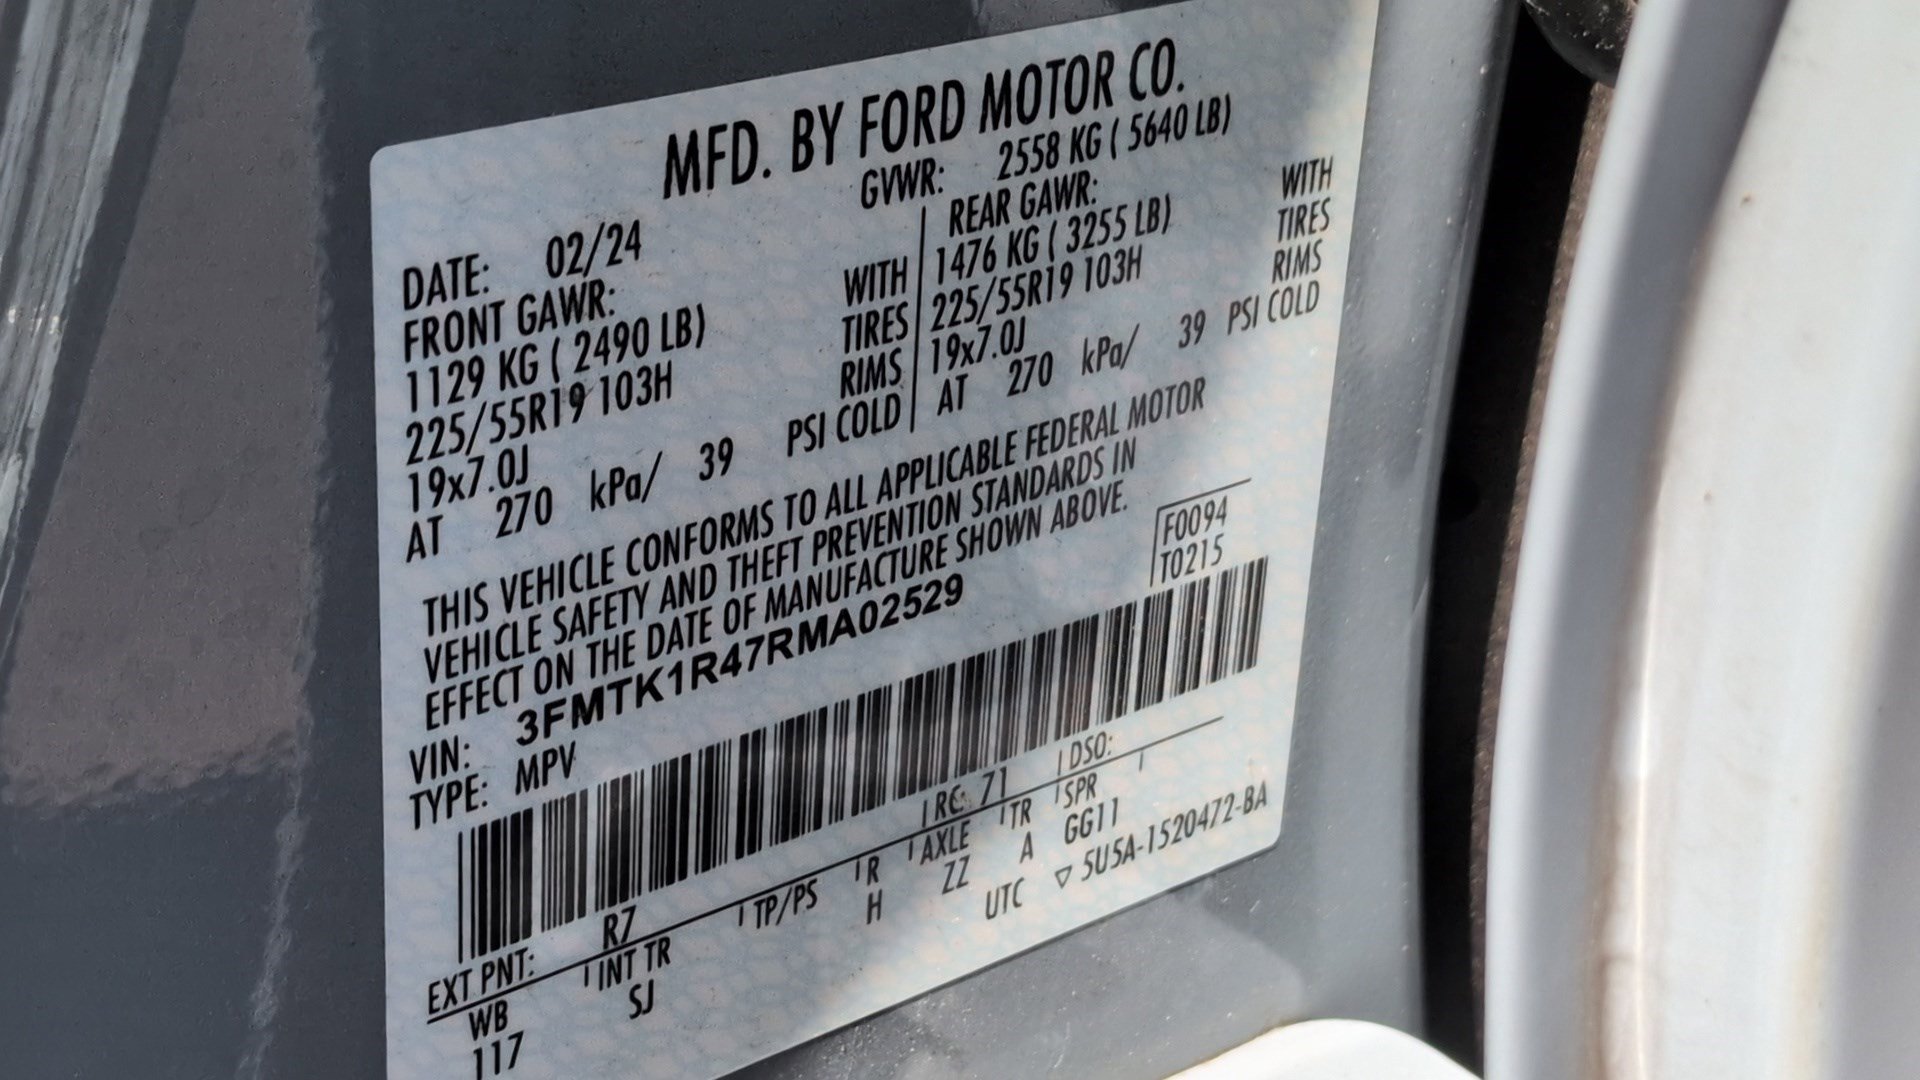 MFD. BY FORD MOTOR CO.
DATE: 02/24 GVWR: 2558 KG ( 5640 LB)
FRONT GAWR: REAR GAWR:
1129 KG ( 2490 LB) WITH 1476 KG ( 3255 LB) WITH
225/55R19 103H TIRES 225/55R19 103H TIRES
19x7.0J RIMS 19x7.0J RIMS
AT 270 kPa/ 39 PSI COLD AT 270 kPa/ 39 PSI COLD
THIS VEHICLE CONFORMS TO ALL APPLICABLE FEDERAL MOTOR
VEHICLE SAFETY AND THEFT PREVENTION STANDARDS IN
EFFECT ON THE DATE OF MANUFACTURE SHOWN ABOVE.
VIN: 3FMTK1R47RMA02529 F0094
TYPE: MPV T0215
EXT PNT: R7 RC: 71 DSO:
WB INT TR TP/PS R AXLE TR SPR
117 SJ H ZZ A GG11
UTC ▽ 5U5A-1520472-BA